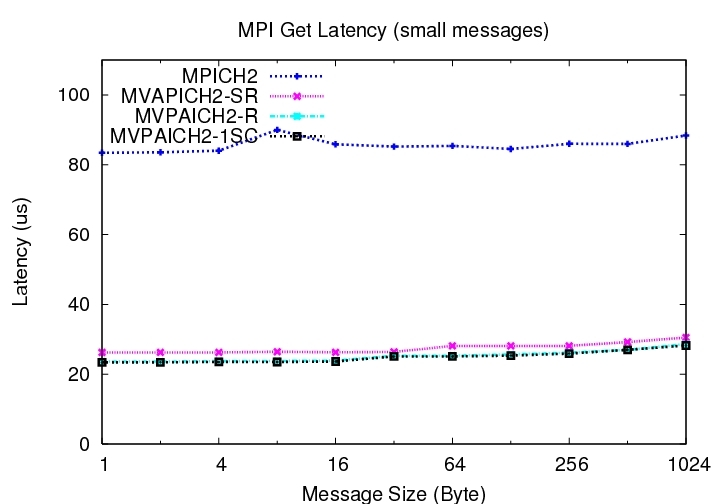 MPI Get Latency (small messages)
MPICH2
MVAPICH2-SR
MVPAICH2-R
MVPAICH2-1SC
100
80
60
40
20
0
Latency (us)
1 4 16 64 256 1024
Message Size (Byte)